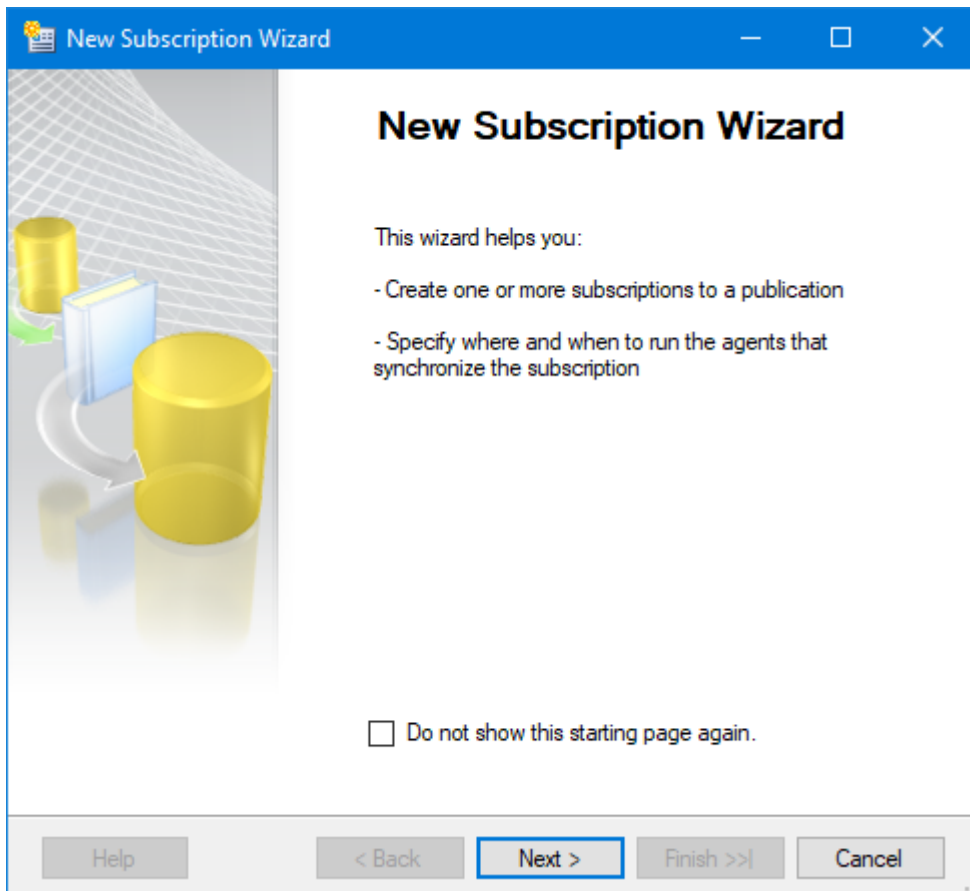 New Subscription Wizard
New Subscription Wizard
This wizard helps you:
- Create one or more subscriptions to a publication
- Specify where and when to run the agents that
synchronize the subscription
Do not show this starting page again.
Help
< Back
Next >
Finish >>|
Cancel